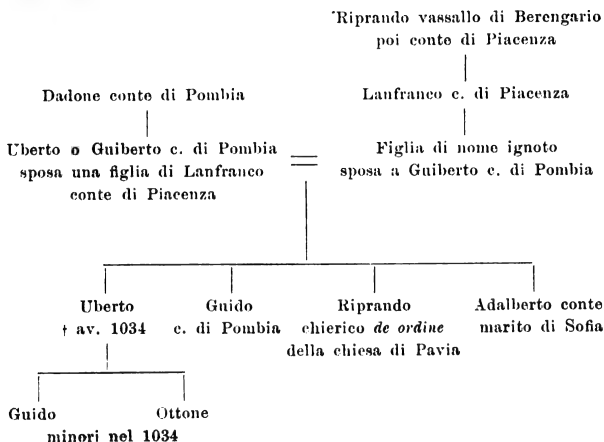 Riprando vassallo di Berengario
poi conte di Piacenza
Dadone conte di Pombia
Lanfranco c. di Piacenza
Uberto o Guiberto c. di Pombia
sposa una figlia di Lanfranco
conte di Piacenza
Figlia di nome ignoto
sposa a Guiberto c. di Pombia
Uberto
† av. 1034
Guido
c. di Pombia
Riprando
chierico de ordine
della chiesa di Pavia
Adalberto conte
marito di Sofia
Guido
Ottone
minori nel 1034